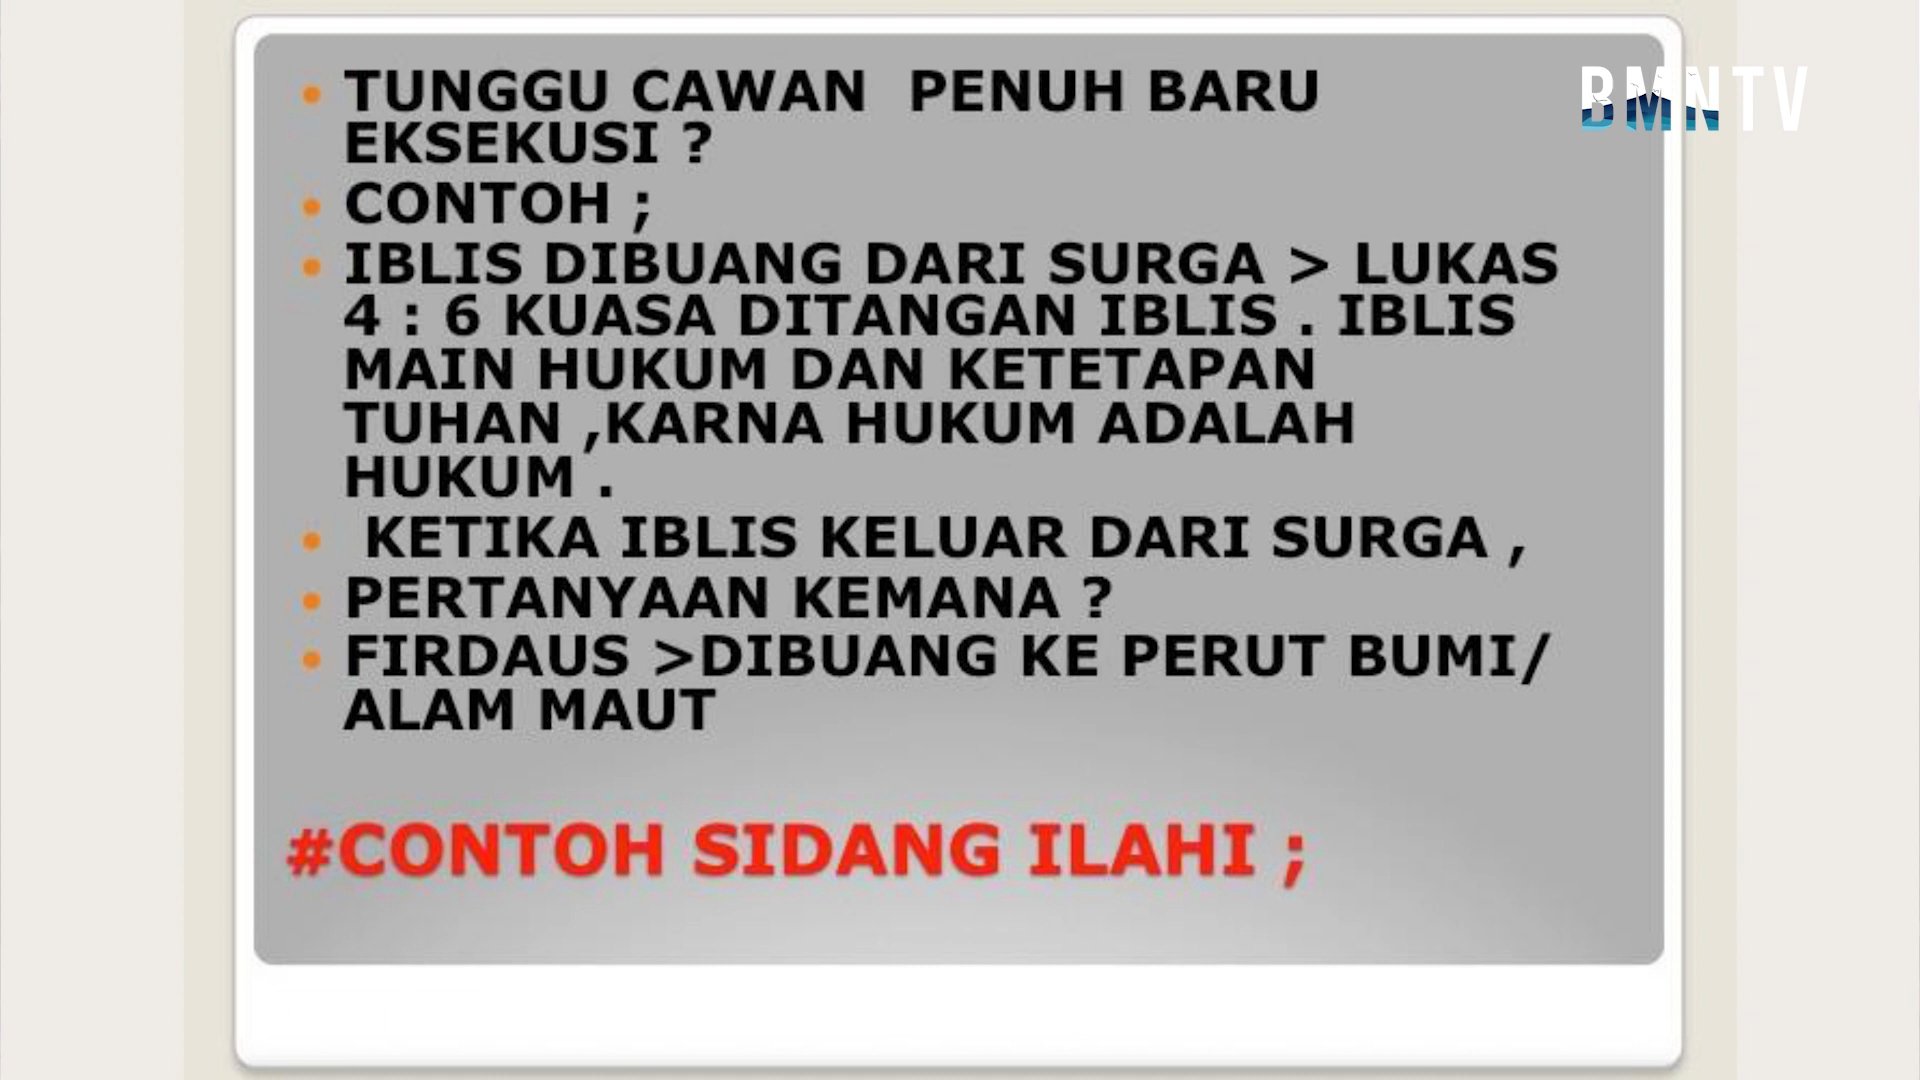 TUNGGU CAWAN PENUH BARU
EKSEKUSI ?
CONTOH ;
IBLIS DIBUANG DARI SURGA > LUKAS
4 : 6 KUASA DITANGAN IBLIS . IBLIS
MAIN HUKUM DAN KETETAPAN
TUHAN ,KARNA HUKUM ADALAH
HUKUM .
KETIKA IBLIS KELUAR DARI SURGA ,
PERTANYAAN KEMANA ?
FIRDAUS >DIBUANG KE PERUT BUMI/
ALAM MAUT
#CONTOH SIDANG ILAHI ;
BMNTV